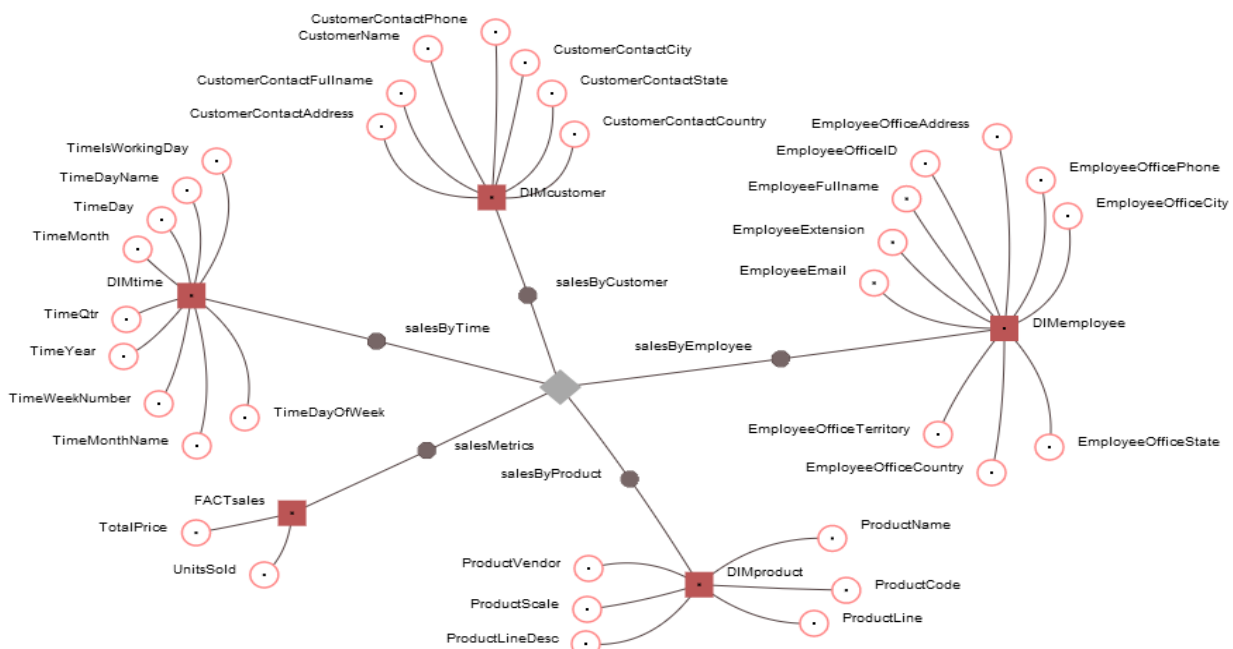 CustomerContactPhone
CustomerName
CustomerContactCity
CustomerContactFullname
CustomerContactState
CustomerContactAddress
CustomerContactCountry
DIMcustomer
TimeIsWorkingDay
TimeDayName
TimeDay
TimeMonth
DIMtime
TimeQtr
TimeYear
TimeWeekNumber
TimeDayOfWeek
TimeMonthName
EmployeeOfficeAddress
EmployeeOfficeID
EmployeeOfficePhone
EmployeeFullname
EmployeeOfficeCity
EmployeeExtension
EmployeeEmail
DIMemployee
EmployeeOfficeTerritory
EmployeeOfficeState
EmployeeOfficeCountry
salesByCustomer
salesByTime
salesByEmployee
salesMetrics
salesByProduct
FACTsales
TotalPrice
UnitsSold
ProductName
ProductVendor
DIMproduct
ProductCode
ProductScale
ProductLine
ProductLineDesc